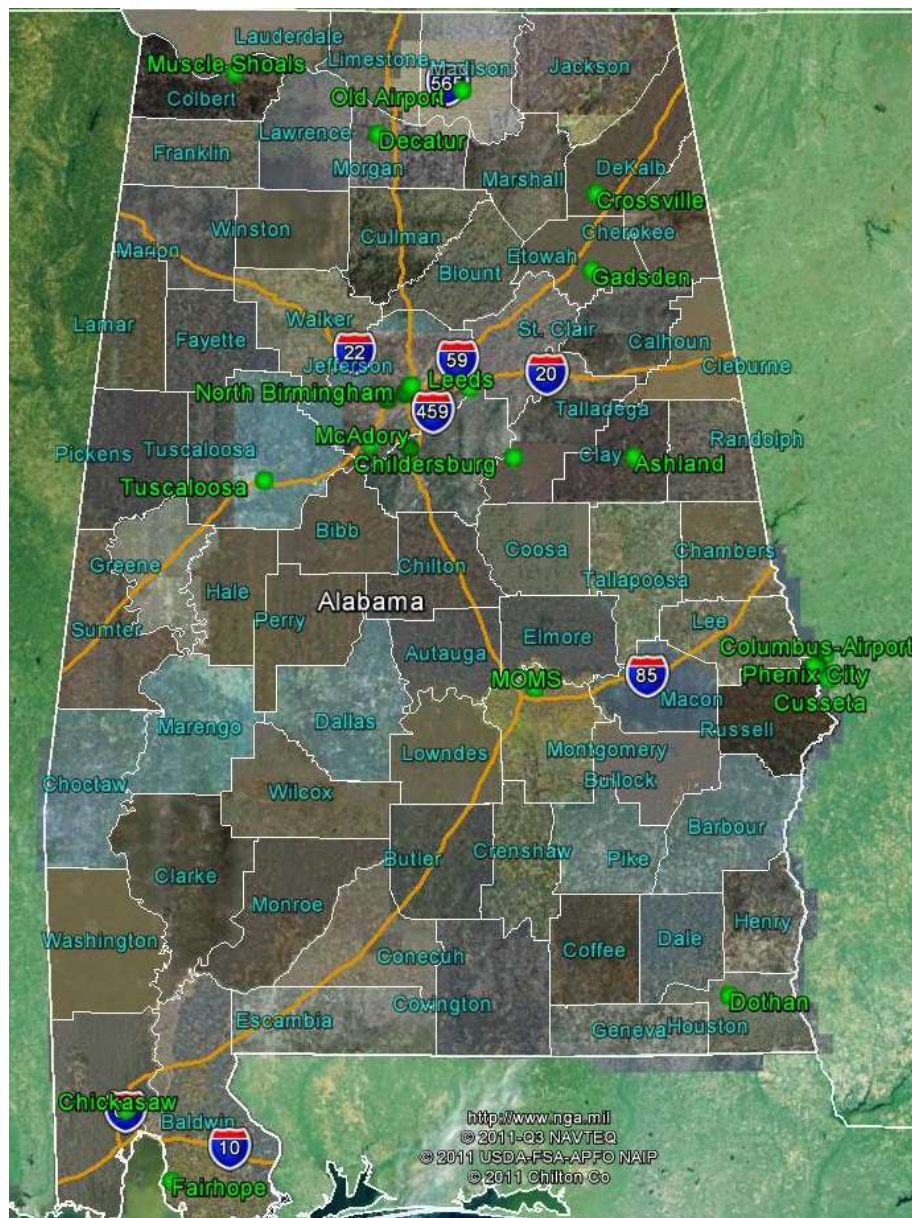 Lauderdale
Limestone
Muscle Shoals
Madison
Jackson
565
Colbert
Old Airport
Lawrence
Decatur
Franklin
Morgan
Marshall
DeKalb
Crossville
Winston
Cullman
Cherokee
Marion
Etowah
Blount
Gadsden
Lamar
Walker
St. Clair
Fayette
Calhoun
22
59
Jefferson
20
Cleburne
North Birmingham
Leeds
459
Talladega
McAdory
Randolph
Pickens
Tuscaloosa
Clay
Childersburg
Ashland
Tuscaloosa
Bibb
Coosa
Chambers
Greene
Chilton
Tallapoosa
Hale
Alabama
Perry
Lee
Sumter
Elmore
Autauga
Columbus-Airport
85
Phenix City
MOMS
Macon
Cusseta
Marengo
Dallas
Russell
Lowndes
Montgomery
Choctaw
Bullock
Wilcox
Barbour
Crenshaw
Butler
Pike
Clarke
Monroe
Henry
Washington
Dale
Coffee
Conecuh
Covington
Dothan
Escambia
Geneva
Houston
Chickasaw
Baldwin
10
Fairhope
http://www.nga.mil
© 2011-Q3 NAVTEQ
© 2011 USDA-FSA-APFO NAIP
© 2011 Chilton Co